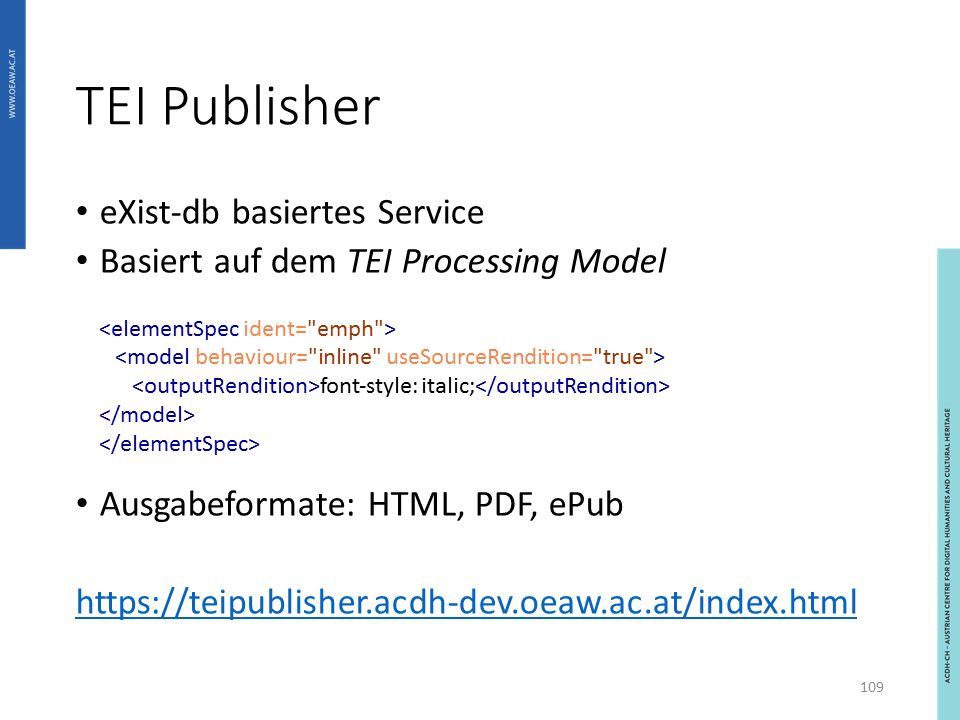 WWW.OEAW.AC.AT
TEI Publisher
• eXist-db basiertes Service
• Basiert auf dem TEI Processing Model
<elementSpec ident="emph">
<model behaviour="inline" useSourceRendition="true">
<outputRendition>font-style: italic;</outputRendition>
</model>
</elementSpec>
• Ausgabeformate: HTML, PDF, ePub
https://teipublisher.acdh-dev.oeaw.ac.at/index.html
ACDH-CH - AUSTRIAN CENTRE FOR DIGITAL HUMANITIES AND CULTURAL HERITAGE
109